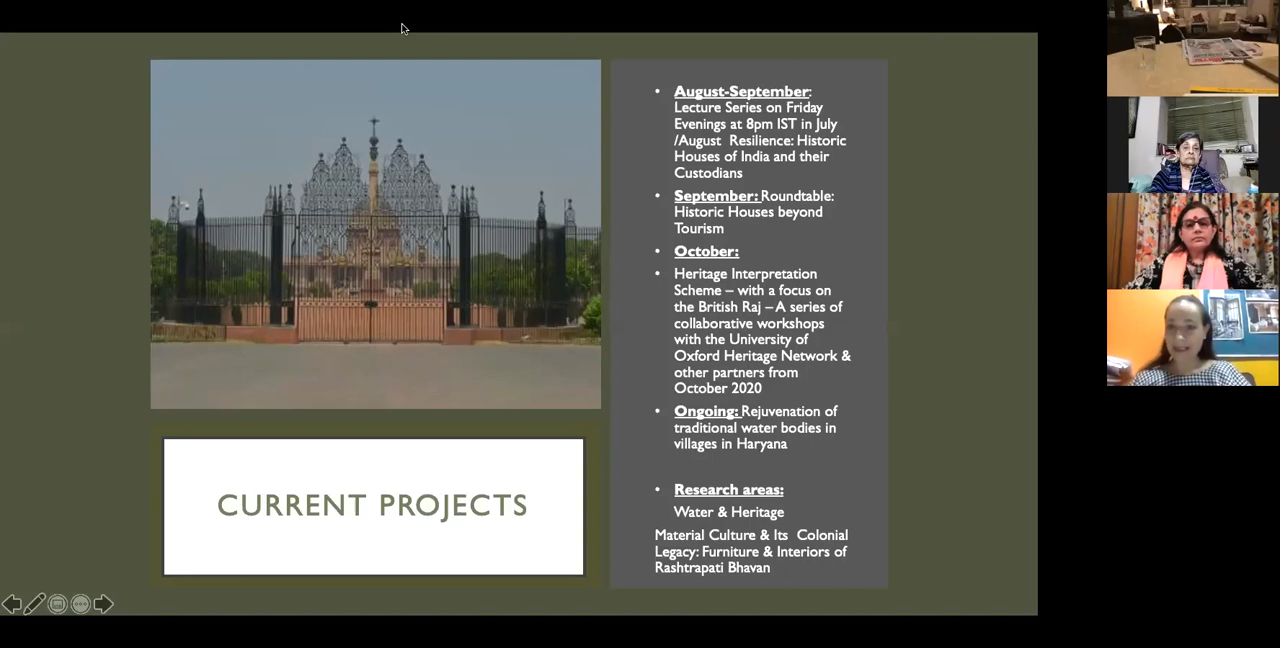 August-September:
Lecture Series on Friday
Evenings at 8pm IST in July
/August Resilience: Historic
Houses of India and their
Custodians
September: Roundtable:
Historic Houses beyond
Tourism
October:
Heritage Interpretation
Scheme – with a focus on
the British Raj – A series of
collaborative workshops
with the University of
Oxford Heritage Network &
other partners from
October 2020
Ongoing: Rejuvenation of
traditional water bodies in
villages in Haryana
Research areas:
Water & Heritage
Material Culture & Its Colonial
Legacy: Furniture & Interiors of
Rashtrapati Bhavan
CURRENT PROJECTS